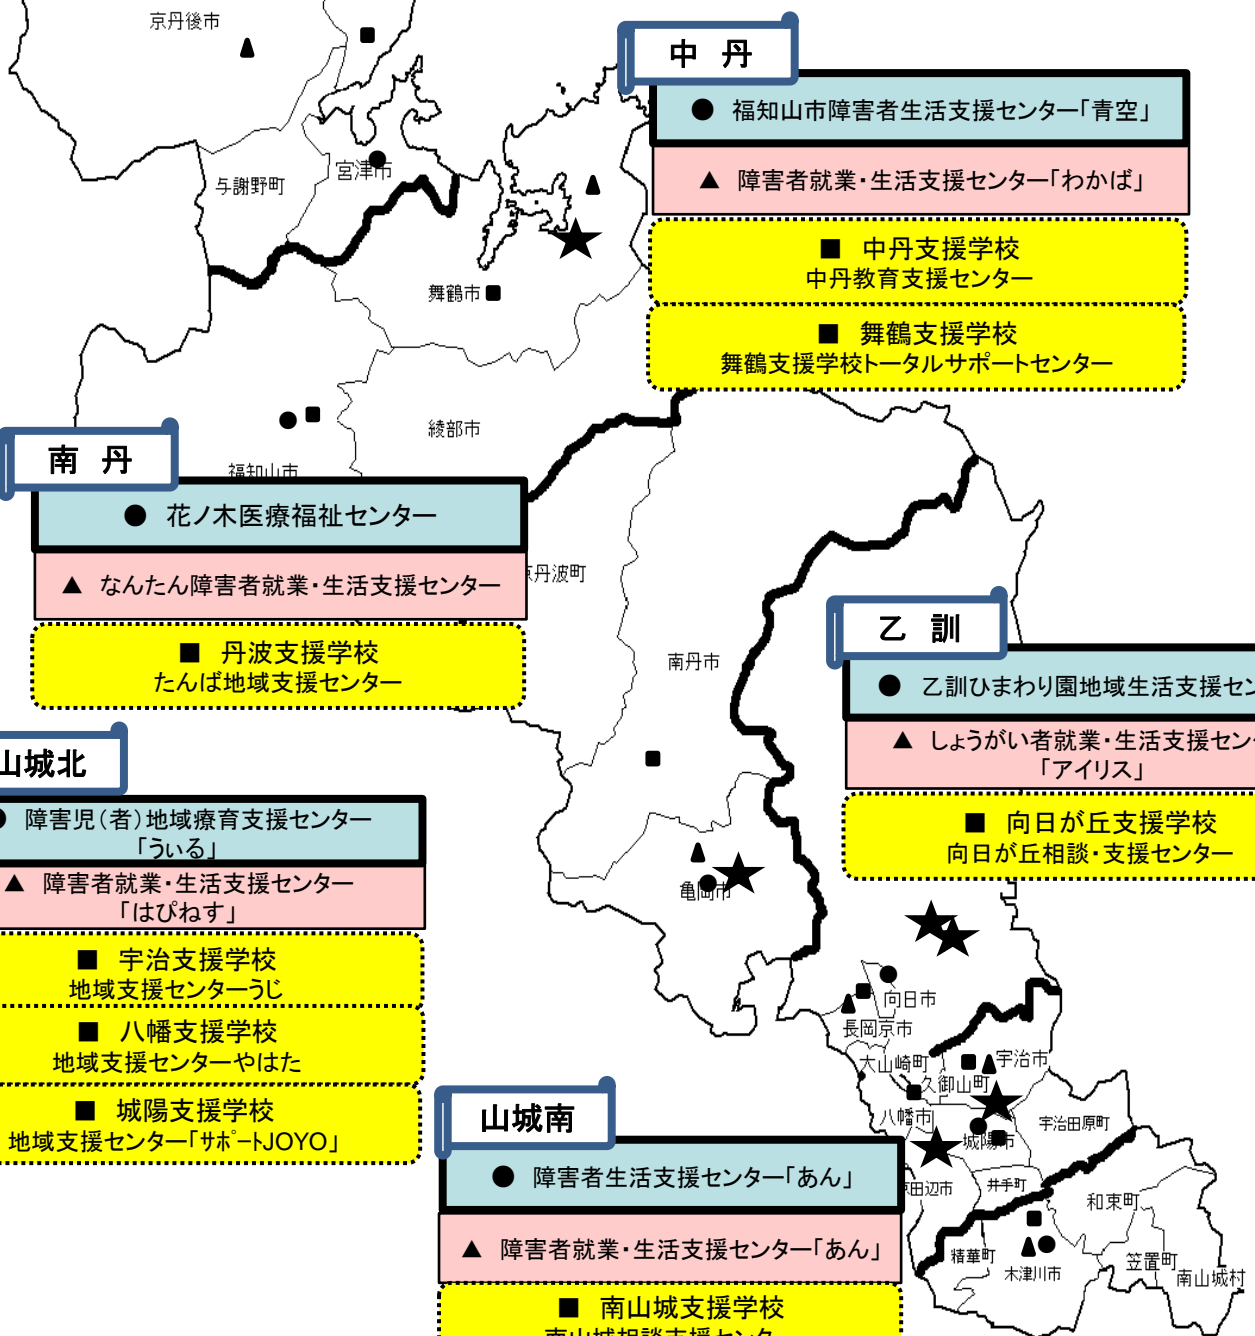 京丹後市
宮津市
与謝野町
舞鶴市
綾部市
福知山市
中 丹
● 福知山市障害者生活支援センター「青空」
▲ 障害者就業・生活支援センター「わかば」
■ 中丹支援学校
中丹教育支援センター
■ 舞鶴支援学校
舞鶴支援学校トータルサポートセンター
南 丹
● 花ノ木医療福祉センター
▲ なんたん障害者就業・生活支援センター
■ 丹波支援学校
たんば地域支援センター
丹波町
南丹市
亀岡市
乙 訓
● 乙訓ひまわり園地域生活支援セン
▲ しょうがい者就業・生活支援セン
「アイリス」
■ 向日が丘支援学校
向日が丘相談・支援センター
山城北
● 障害児(者)地域療育支援センター
「うぃる」
▲ 障害者就業・生活支援センター
「はぴねす」
■ 宇治支援学校
地域支援センターうじ
■ 八幡支援学校
地域支援センターやはた
■ 城陽支援学校
地域支援センター「サポートJOYO」
向日市
長岡京市
大山崎町
宇治市
久御山町
八幡市
城陽市
宇治田原町
田辺市
井手町
和束町
精華町
木津川市
笠置町
南山城村
山城南
● 障害者生活支援センター「あん」
▲ 障害者就業・生活支援センター「あん」
■ 南山城支援学校
南山城相談支援センター